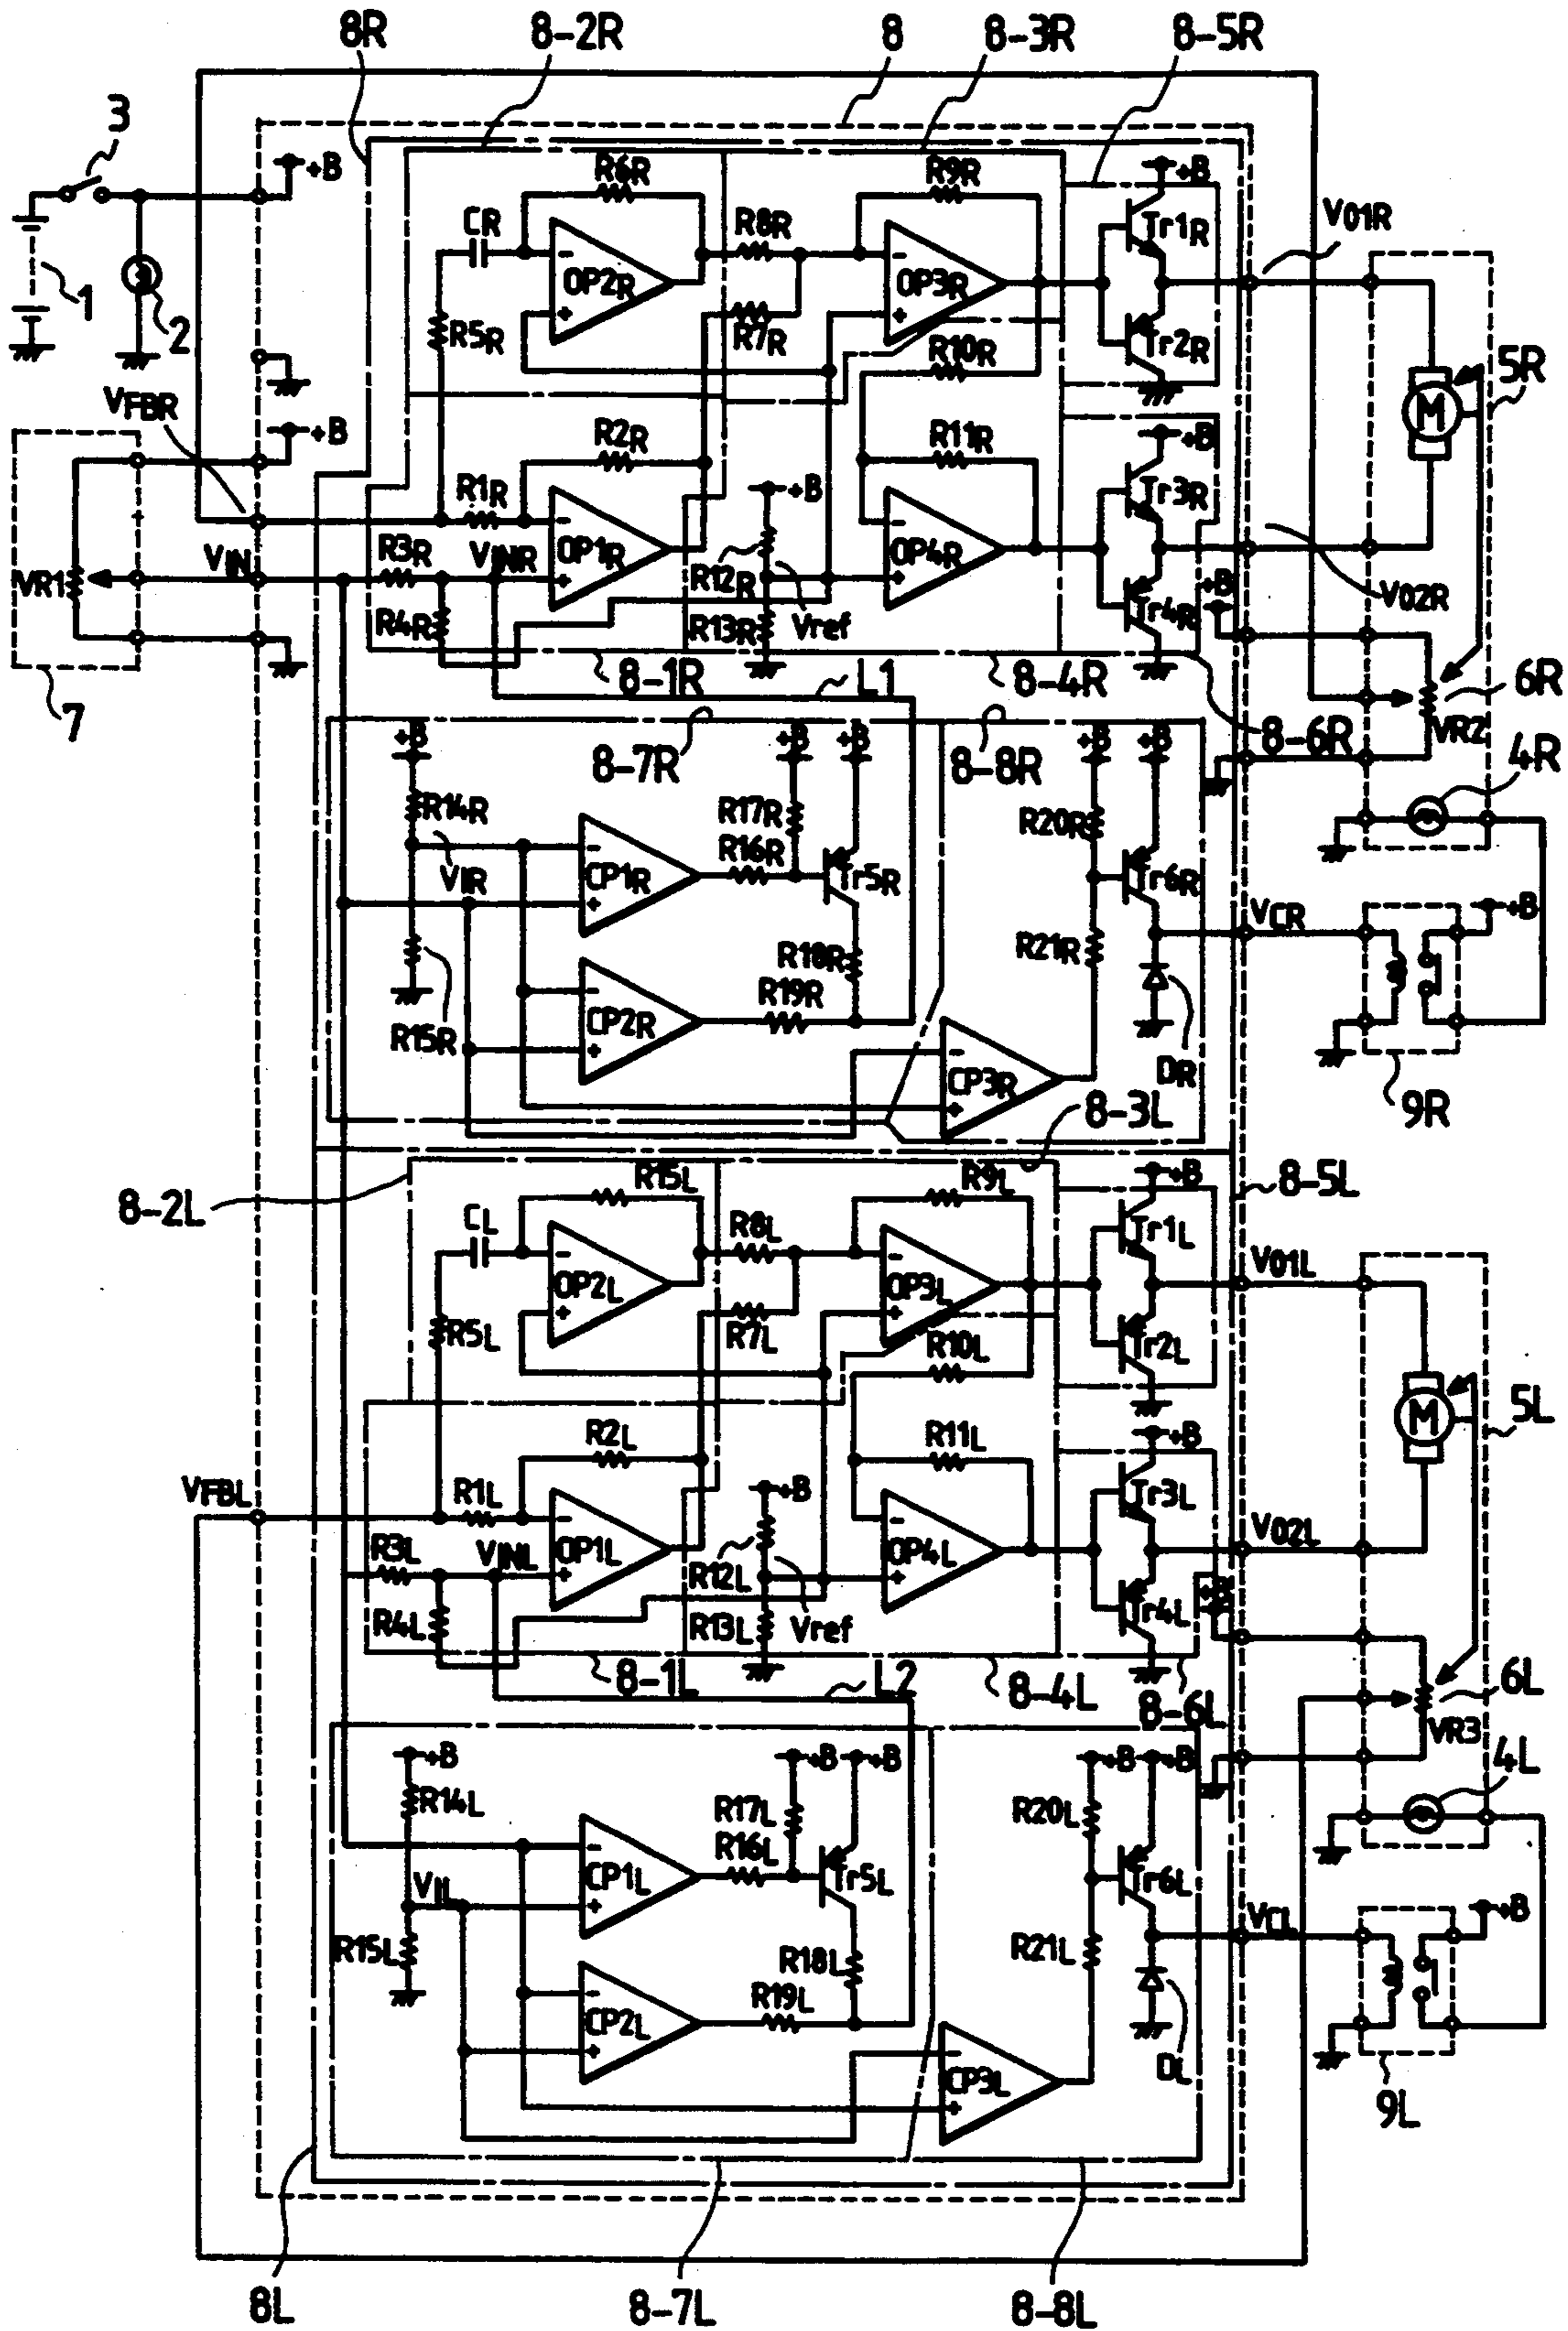 8R 8-2R 8 8-3R 8-5R
3
+B
R6R R9R +B
CR R8R Tr1R V01R
OP2R OP3R
1 2 R5R R7R R10R Tr2R 5R
VFBR
+B R2R R11R +B M
R1R +B Tr3R
VIN R3R VINR OP1R OP4R
VR1 R12R +B V02R
R4R R13R Vref Tr4R
8-1R L1 8-4R 6R
7 VR2
+B 8-7R +B +B 8-8R +B +B 8-6R 4R
R14R R17R R20R
R16R
VIR CP1R Tr5R Tr6R
VCR +B
R18R R21R
R19R
R15R CP2R DR
CP3R 9R
8-3L
R15L R9L +B 8-5L
8-2L CL R8L Tr1L
V01L
OP2L OP3L
R5L R7L R10L Tr2L
M 5L
R2L R11L +B
VFBL R1L +B Tr3L
R3L VINL OP1L OP4L V02L
R12L +B
R4L R13L Vref Tr4L
8-1L L2 8-4L 8-6L 6L
VR3
+B +B +B +B +B 4L
R14L R17L R20L
R16L
CP1L Tr5L Tr6L
VIL VCL +B
R15L R18L R21L
R19L
CP2L DL
CP3L 9L
8L 8-7L 8-8L